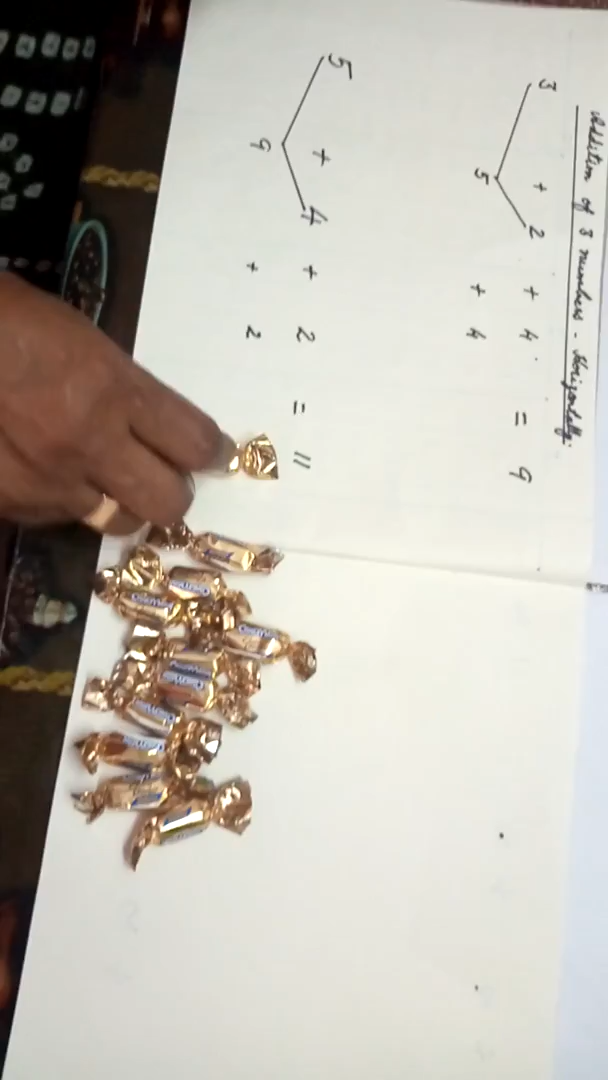 Addition of 3 numbers - Horizontally
3 + 2 + 4 = 9
5 + 4
5 + 4 + 2 = 11
9 + 2